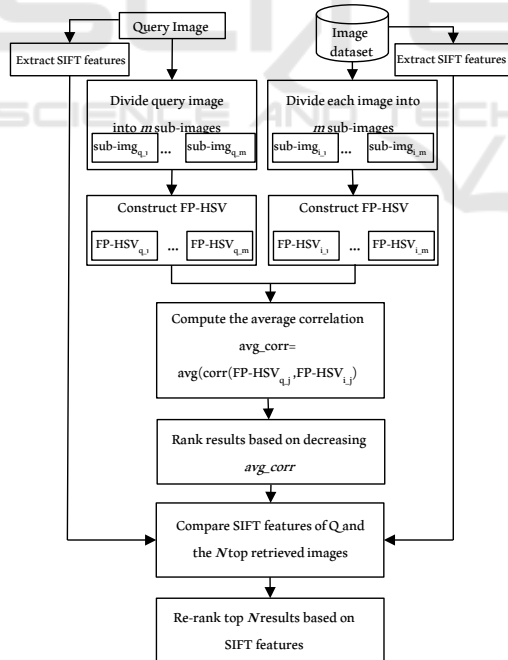 Query Image
Image
dataset
Extract SIFT features
Extract SIFT features
Divide query image
into m sub-images
sub-img_q_1 ... sub-img_q_m
Divide each image into
m sub-images
sub-img_i_1 ... sub-img_i_m
Construct FP-HSV
FP-HSV_q_1 ... FP-HSV_q_m
Construct FP-HSV
FP-HSV_i_1 ... FP-HSV_i_m
Compute the average correlation
avg_corr=
avg(corr(FP-HSV_q_j,FP-HSV_i_j)
Rank results based on decreasing
avg_corr
Compare SIFT features of Q and
the N top retrieved images
Re-rank top N results based on
SIFT features
SCIENCE AND TECH